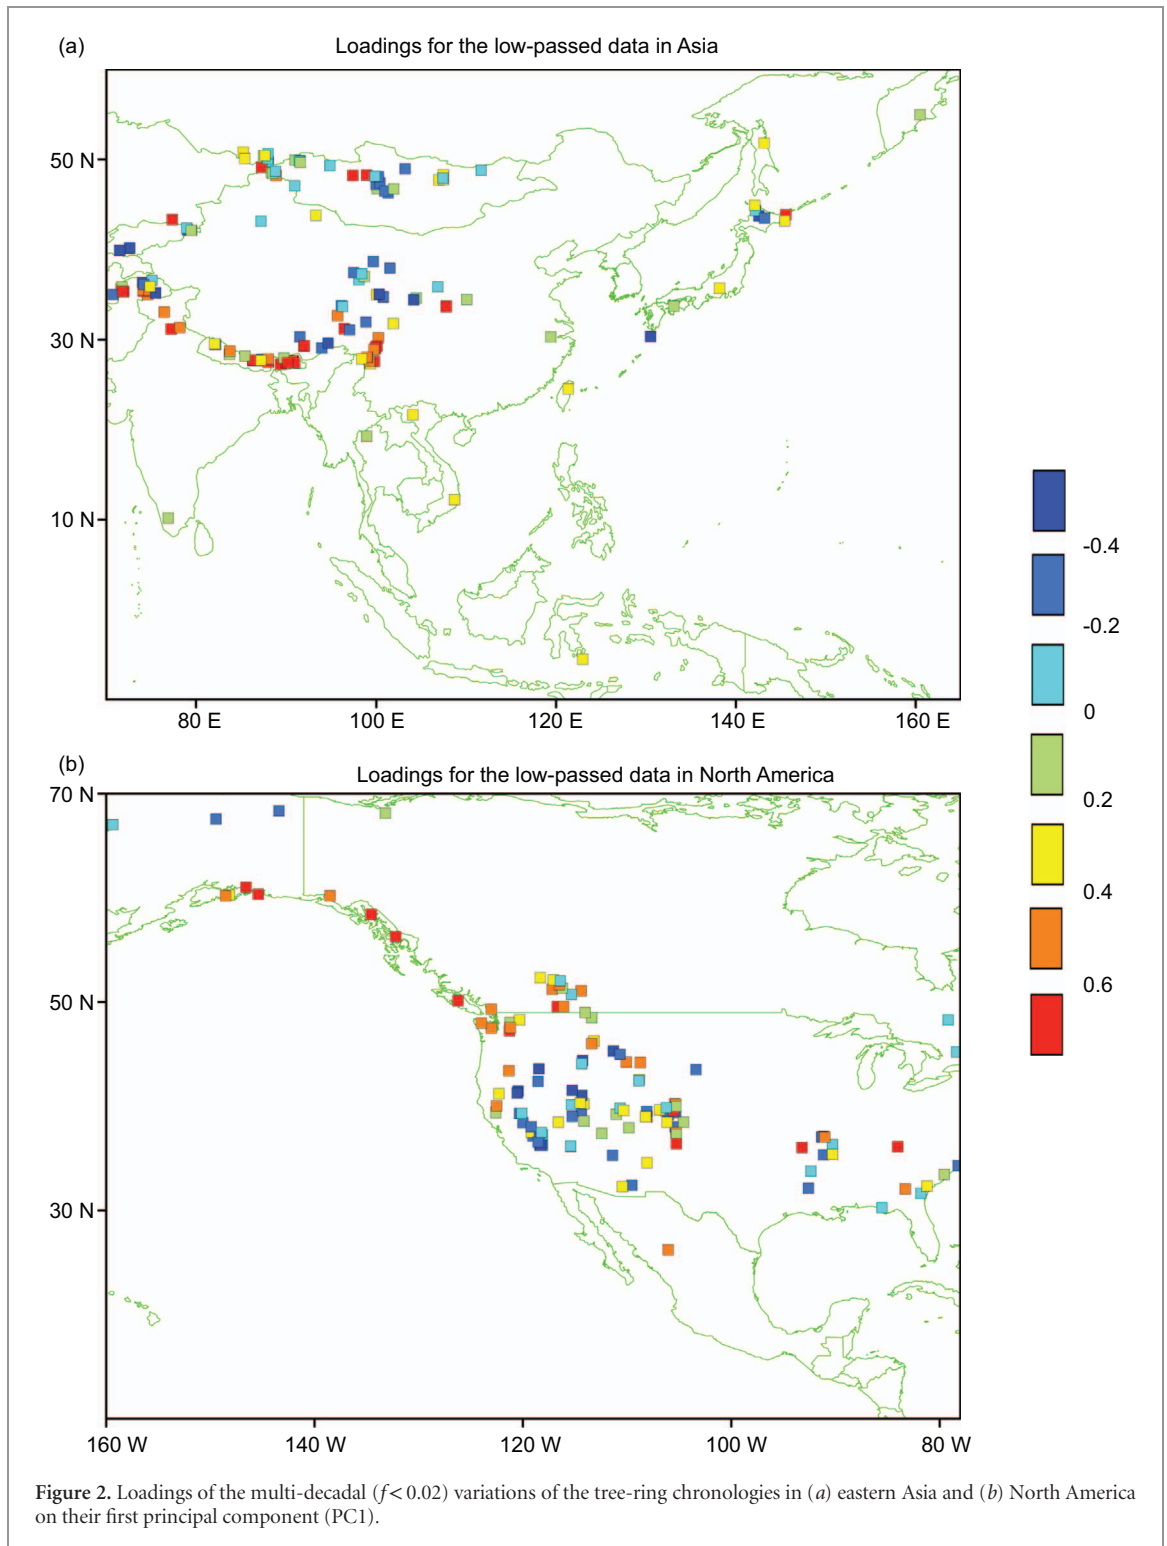 (a)
Loadings for the low-passed data in Asia
50 N
30 N
10 N
80 E 100 E 120 E 140 E 160 E
-0.4
-0.2
0
0.2
0.4
0.6
(b)
Loadings for the low-passed data in North America
70 N
50 N
30 N
160 W 140 W 120 W 100 W 80 W
Figure 2. Loadings of the multi-decadal (f < 0.02) variations of the tree-ring chronologies in (a) eastern Asia and (b) North America
on their first principal component (PC1).